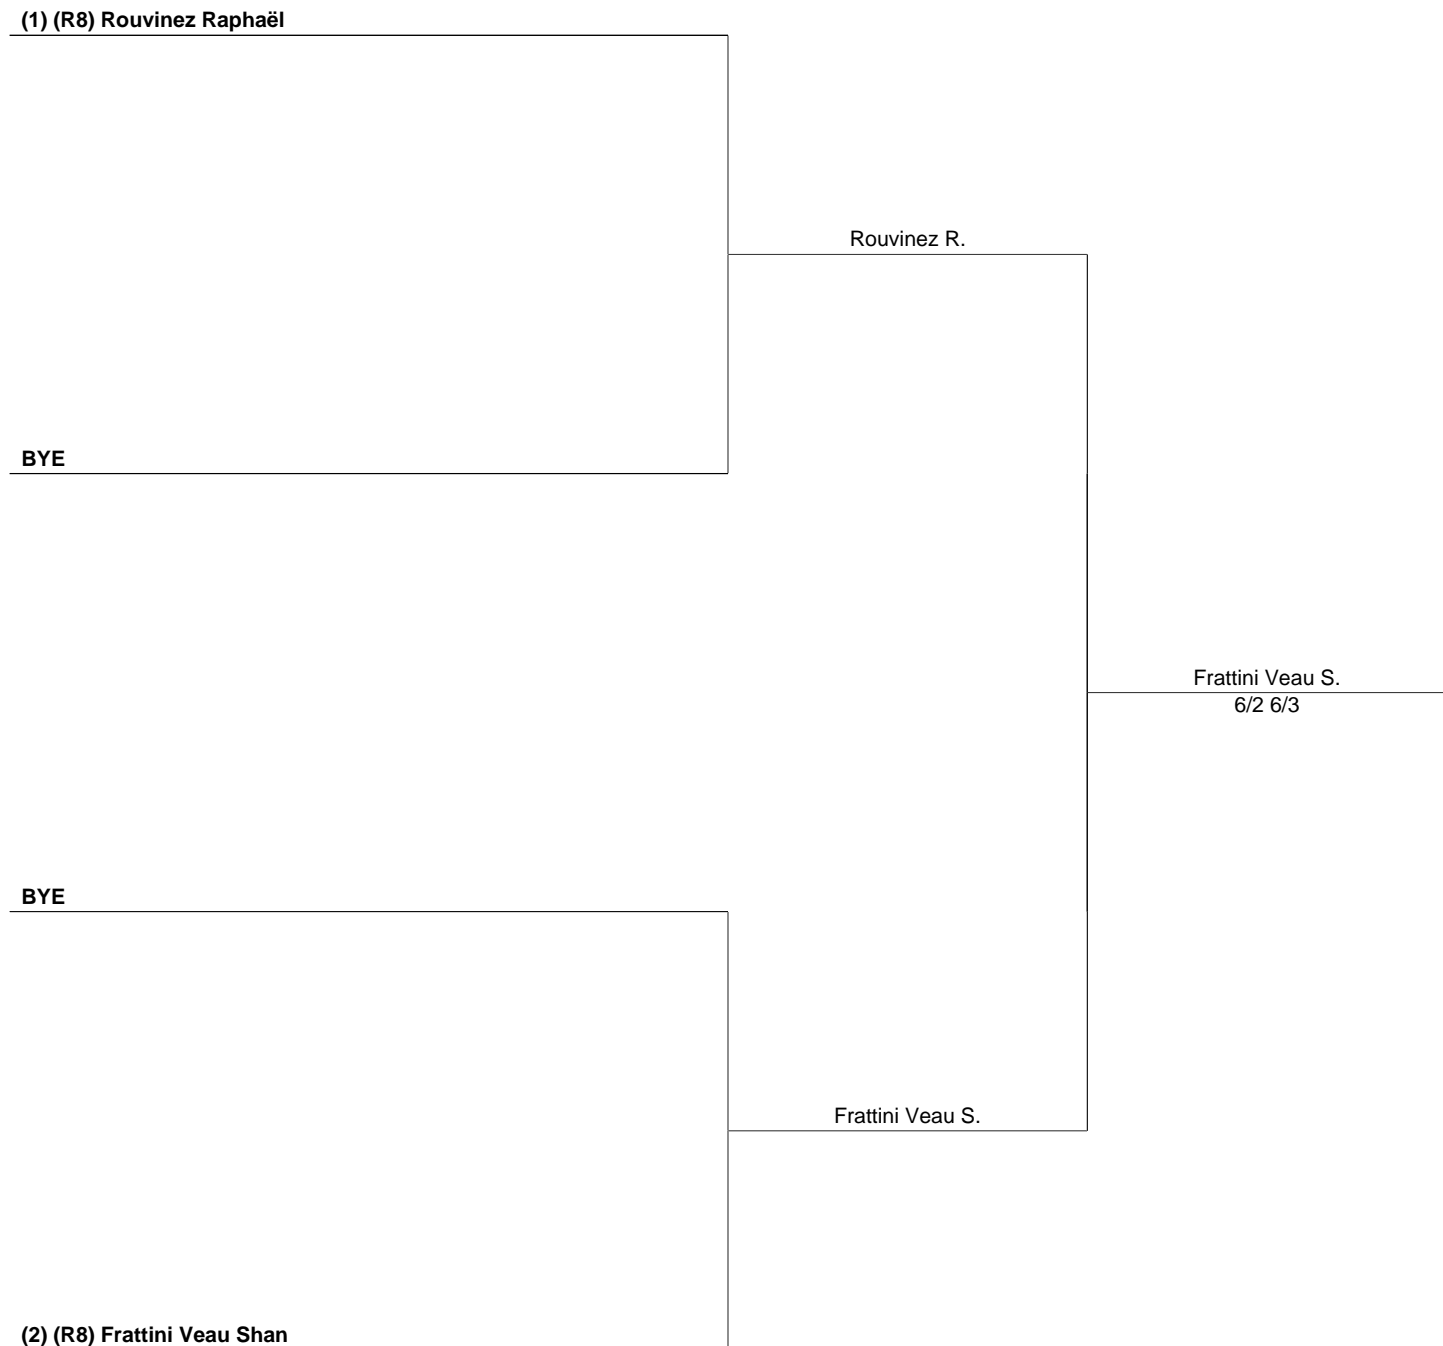 (1) (R8) Rouvinez Raphaël
Rouvinez R.
BYE
Frattini Veau S.
6/2 6/3
BYE
Frattini Veau S.
(2) (R8) Frattini Veau Shan